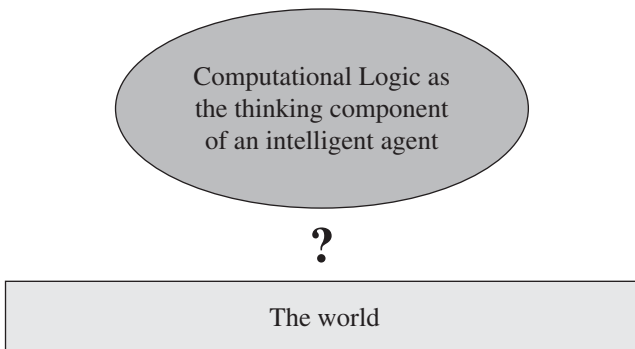 Computational Logic as
the thinking component
of an intelligent agent
?
The world